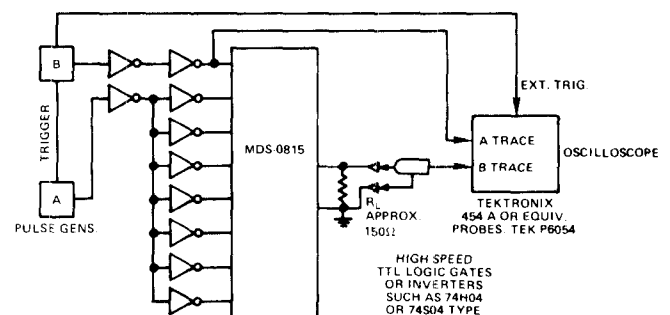 B
TRIGGER
A
PULSE GENS.
MDS-0815
EXT. TRIG.
A TRACE
B TRACE
OSCILLOSCOPE
TEKTRONIX
454 A OR EQUIV.
PROBES. TEK P6054
RL
APPROX.
150Ω
HIGH SPEED
TTL LOGIC GATES
OR INVERTERS
SUCH AS 74H04
OR 74S04 TYPE